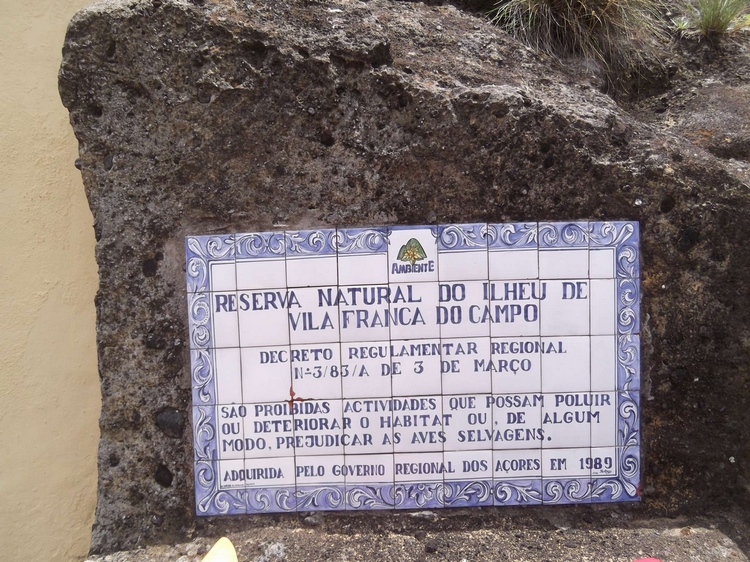 AMBIENTE
RESERVA NATURAL DO ILHEU DE
VILA FRANCA DO CAMPO
DECRETO REGULAMENTAR REGIONAL
Nº3/83/A DE 3 DE MARÇO
SÃO PROIBIDAS ACTIVIDADES QUE POSSAM POLUIR
OU DETERIORAR O HABITAT OU, DE ALGUM
MODO, PREJUDICAR AS AVES SELVAGENS.
ADQUIRIDA PELO GOVERNO REGIONAL DOS AÇORES EM 1989